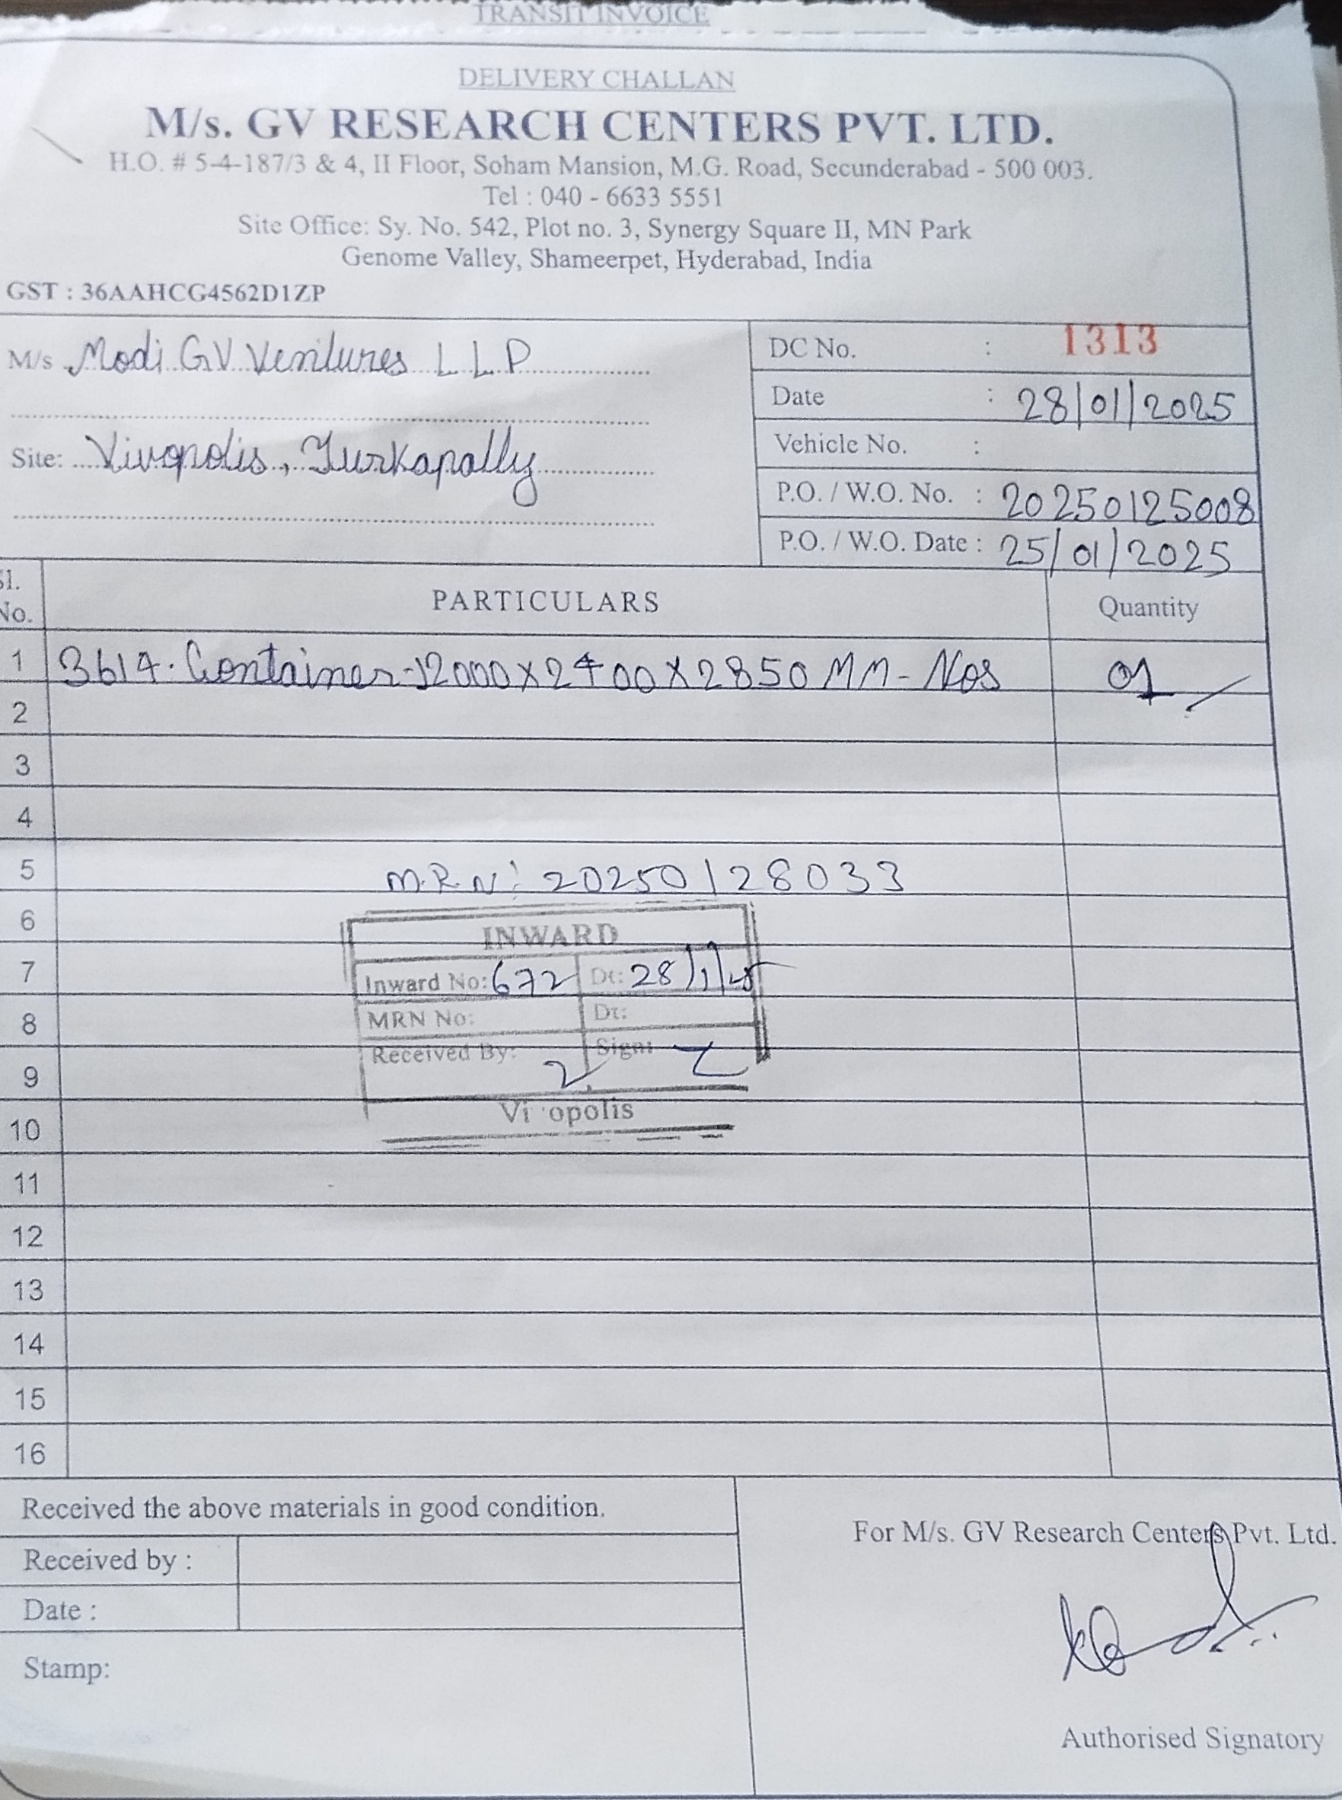 TRANSIT INVOICE
DELIVERY CHALLAN
M/s. GV RESEARCH CENTERS PVT. LTD.
H.O. # 5-4-187/3 & 4, II Floor, Soham Mansion, M.G. Road, Secunderabad - 500 003.
Tel : 040 - 6633 5551
Site Office: Sy. No. 542, Plot no. 3, Synergy Square II, MN Park
Genome Valley, Shameerpet, Hyderabad, India
GST : 36AAHCG4562D1ZP
M/s Modi GV Ventures LLP
Site: Vivopolis, Turkapally
DC No. : 1313
Date : 28/01/2025
Vehicle No. :
P.O. / W.O. No. : 20250125008
P.O. / W.O. Date : 25/01/2025
Sl. No. PARTICULARS Quantity
1 3614. Container-12000X2400X2850 MM - Nos 01
2
3
4
5 M.R.N: 20250128033
6
INWARD
7 Inward No: 672 Dt: 28/1/25
8 MRN No: Dt:
9 Received By: Sign:
Vi opolis
10
11
12
13
14
15
16
Received the above materials in good condition.
Received by :
Date :
Stamp:
For M/s. GV Research Centers Pvt. Ltd.
Authorised Signatory